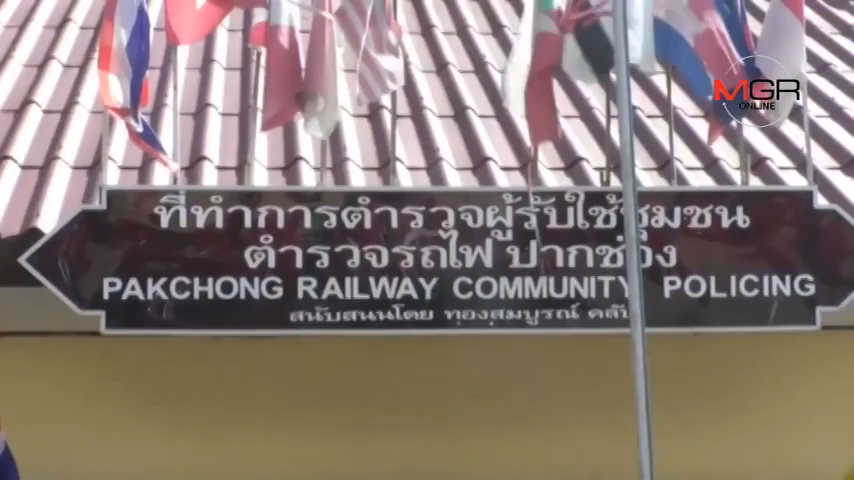 MGR
ONLINE
ที่ทำการตำรวจผู้รับใช้ชุมชน
ตำรวจรถไฟ ปากช่อง
PAKCHONG RAILWAY COMMUNITY POLICING
สนับสนนโดย ทองสมบูรณ์ คลับ